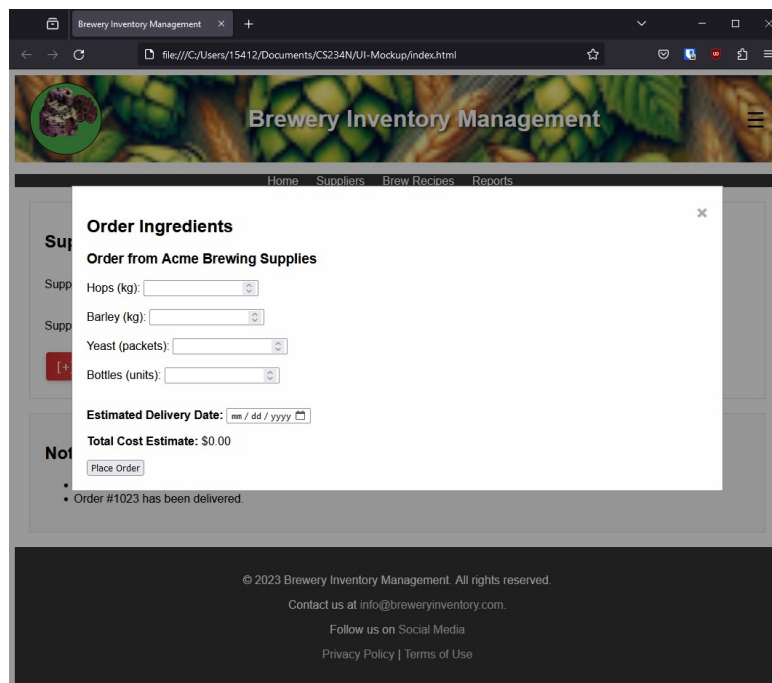 Brewery Inventory Management
file:///C:/Users/15412/Documents/CS234N/UI-Mockup/index.html
Brewery Inventory Management
Home Suppliers Brew Recipes Reports
Order Ingredients
Order from Acme Brewing Supplies
Hops (kg):
Barley (kg):
Yeast (packets):
Bottles (units):
Estimated Delivery Date: mm / dd / yyyy
Total Cost Estimate: $0.00
Place Order
Sup
Supp
Supp
[+]
Not
Order #1023 has been delivered.
© 2023 Brewery Inventory Management. All rights reserved.
Contact us at info@breweryinventory.com.
Follow us on Social Media
Privacy Policy | Terms of Use